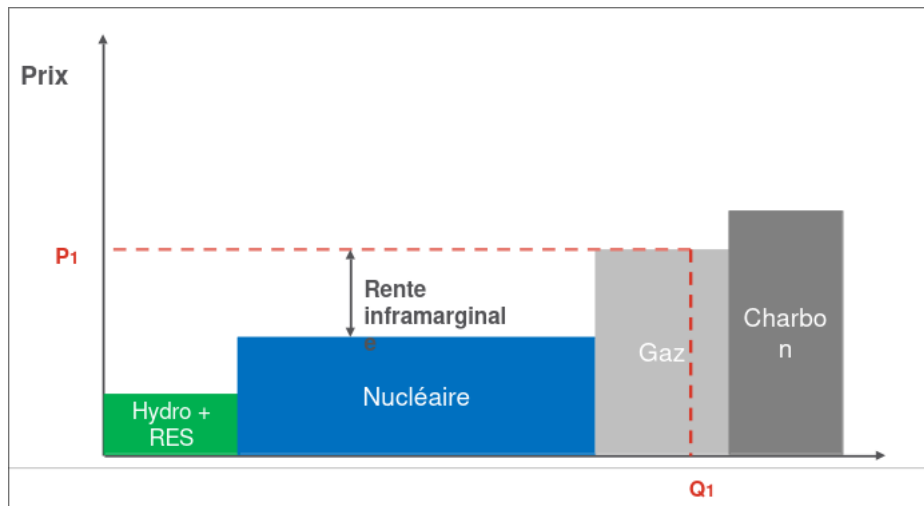 Prix
P1
Rente
inframarginal
e
Charbo
n
Gaz
Nucléaire
Hydro +
RES
Q1